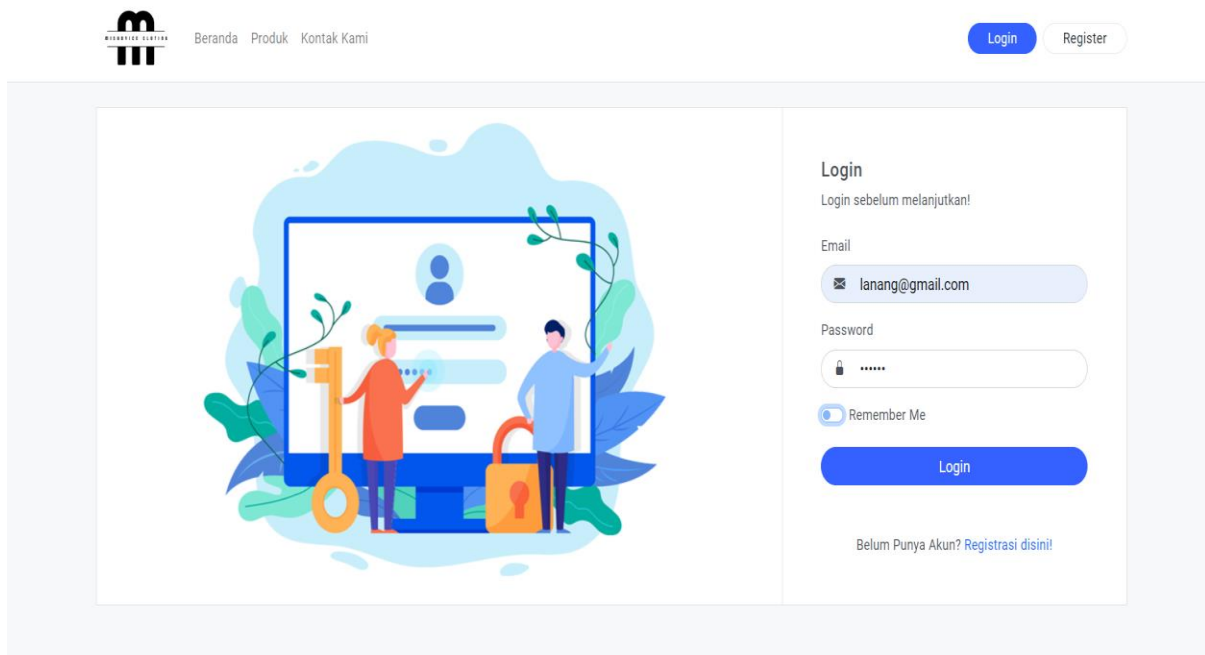 Beranda Produk Kontak Kami
Login Register
Login
Login sebelum melanjutkan!
Email
lanang@gmail.com
Password
••••••
Remember Me
Login
Belum Punya Akun? Registrasi disini!